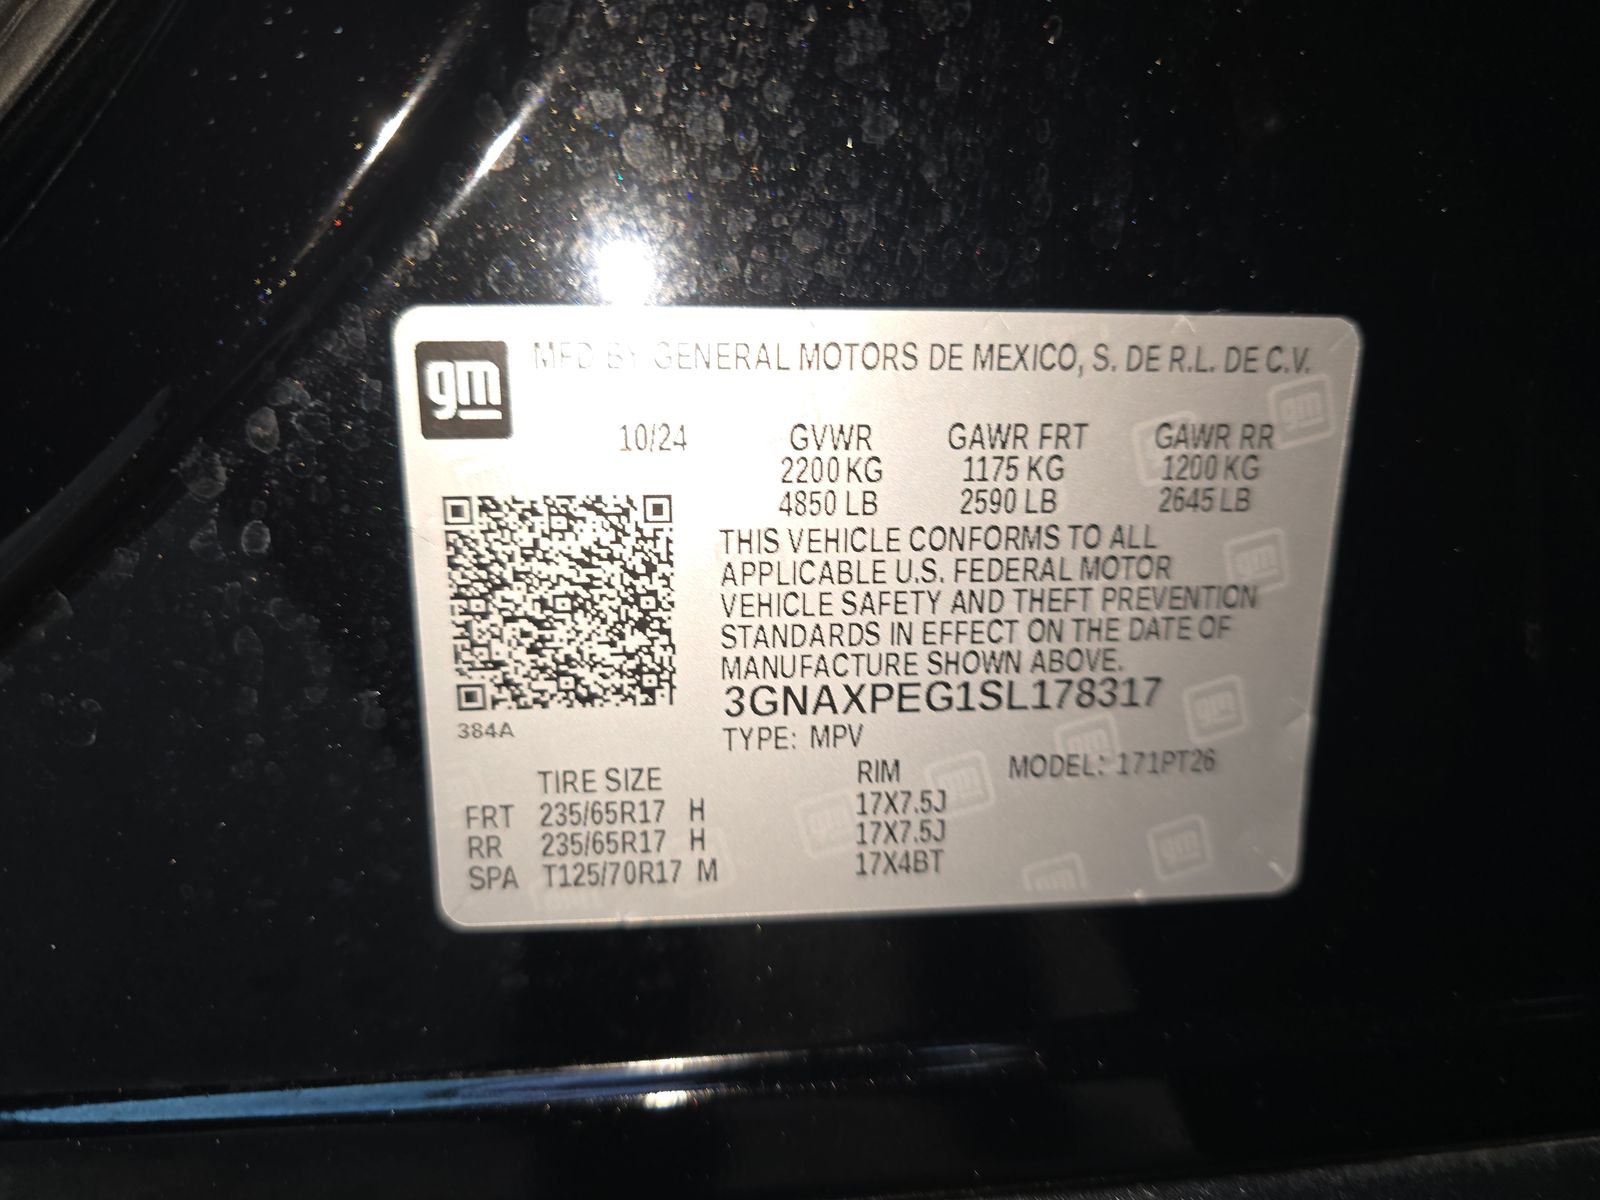 gm MFD BY GENERAL MOTORS DE MEXICO, S. DE R.L. DE C.V.
10/24 GVWR GAWR FRT GAWR RR
2200 KG 1175 KG 1200 KG
4850 LB 2590 LB 2645 LB
THIS VEHICLE CONFORMS TO ALL
APPLICABLE U.S. FEDERAL MOTOR
VEHICLE SAFETY AND THEFT PREVENTION
STANDARDS IN EFFECT ON THE DATE OF
MANUFACTURE SHOWN ABOVE.
3GNAXPEG1SL178317
384A
TYPE: MPV
TIRE SIZE RIM MODEL: 171PT26
FRT 235/65R17 H 17X7.5J
RR 235/65R17 H 17X7.5J
SPA T125/70R17 M 17X4BT